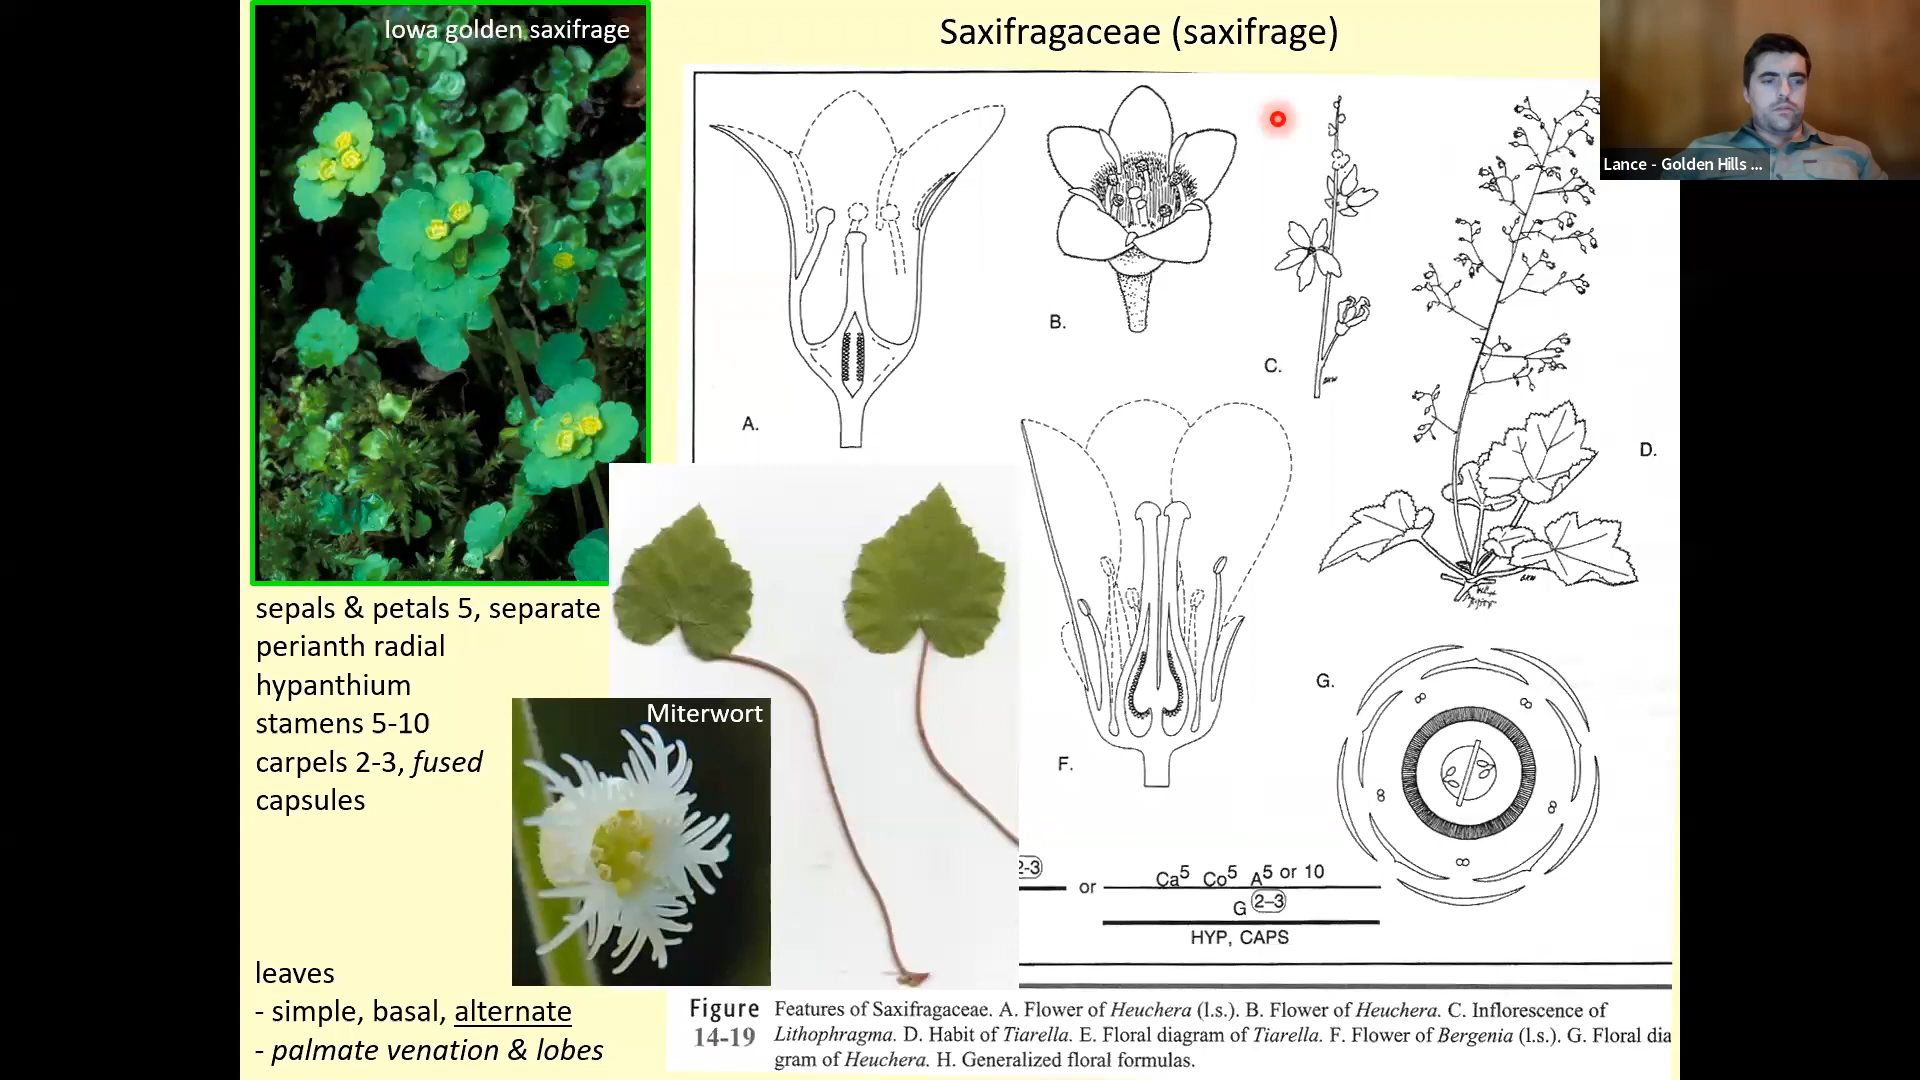 Iowa golden saxifrage
Saxifragaceae (saxifrage)
Lance - Golden Hills ...
A.
B.
C.
D.
sepals & petals 5, separate
perianth radial
hypanthium
stamens 5-10
carpels 2-3, fused
capsules
Miterwort
F.
G.
2-3
or
Ca5 Co5 A5 or 10
G 2–3
HYP, CAPS
leaves
- simple, basal, alternate
- palmate venation & lobes
Figure 14-19
Features of Saxifragaceae. A. Flower of Heuchera (l.s.). B. Flower of Heuchera. C. Inflorescence of
Lithophragma. D. Habit of Tiarella. E. Floral diagram of Tiarella. F. Flower of Bergenia (l.s.). G. Floral dia
gram of Heuchera. H. Generalized floral formulas.